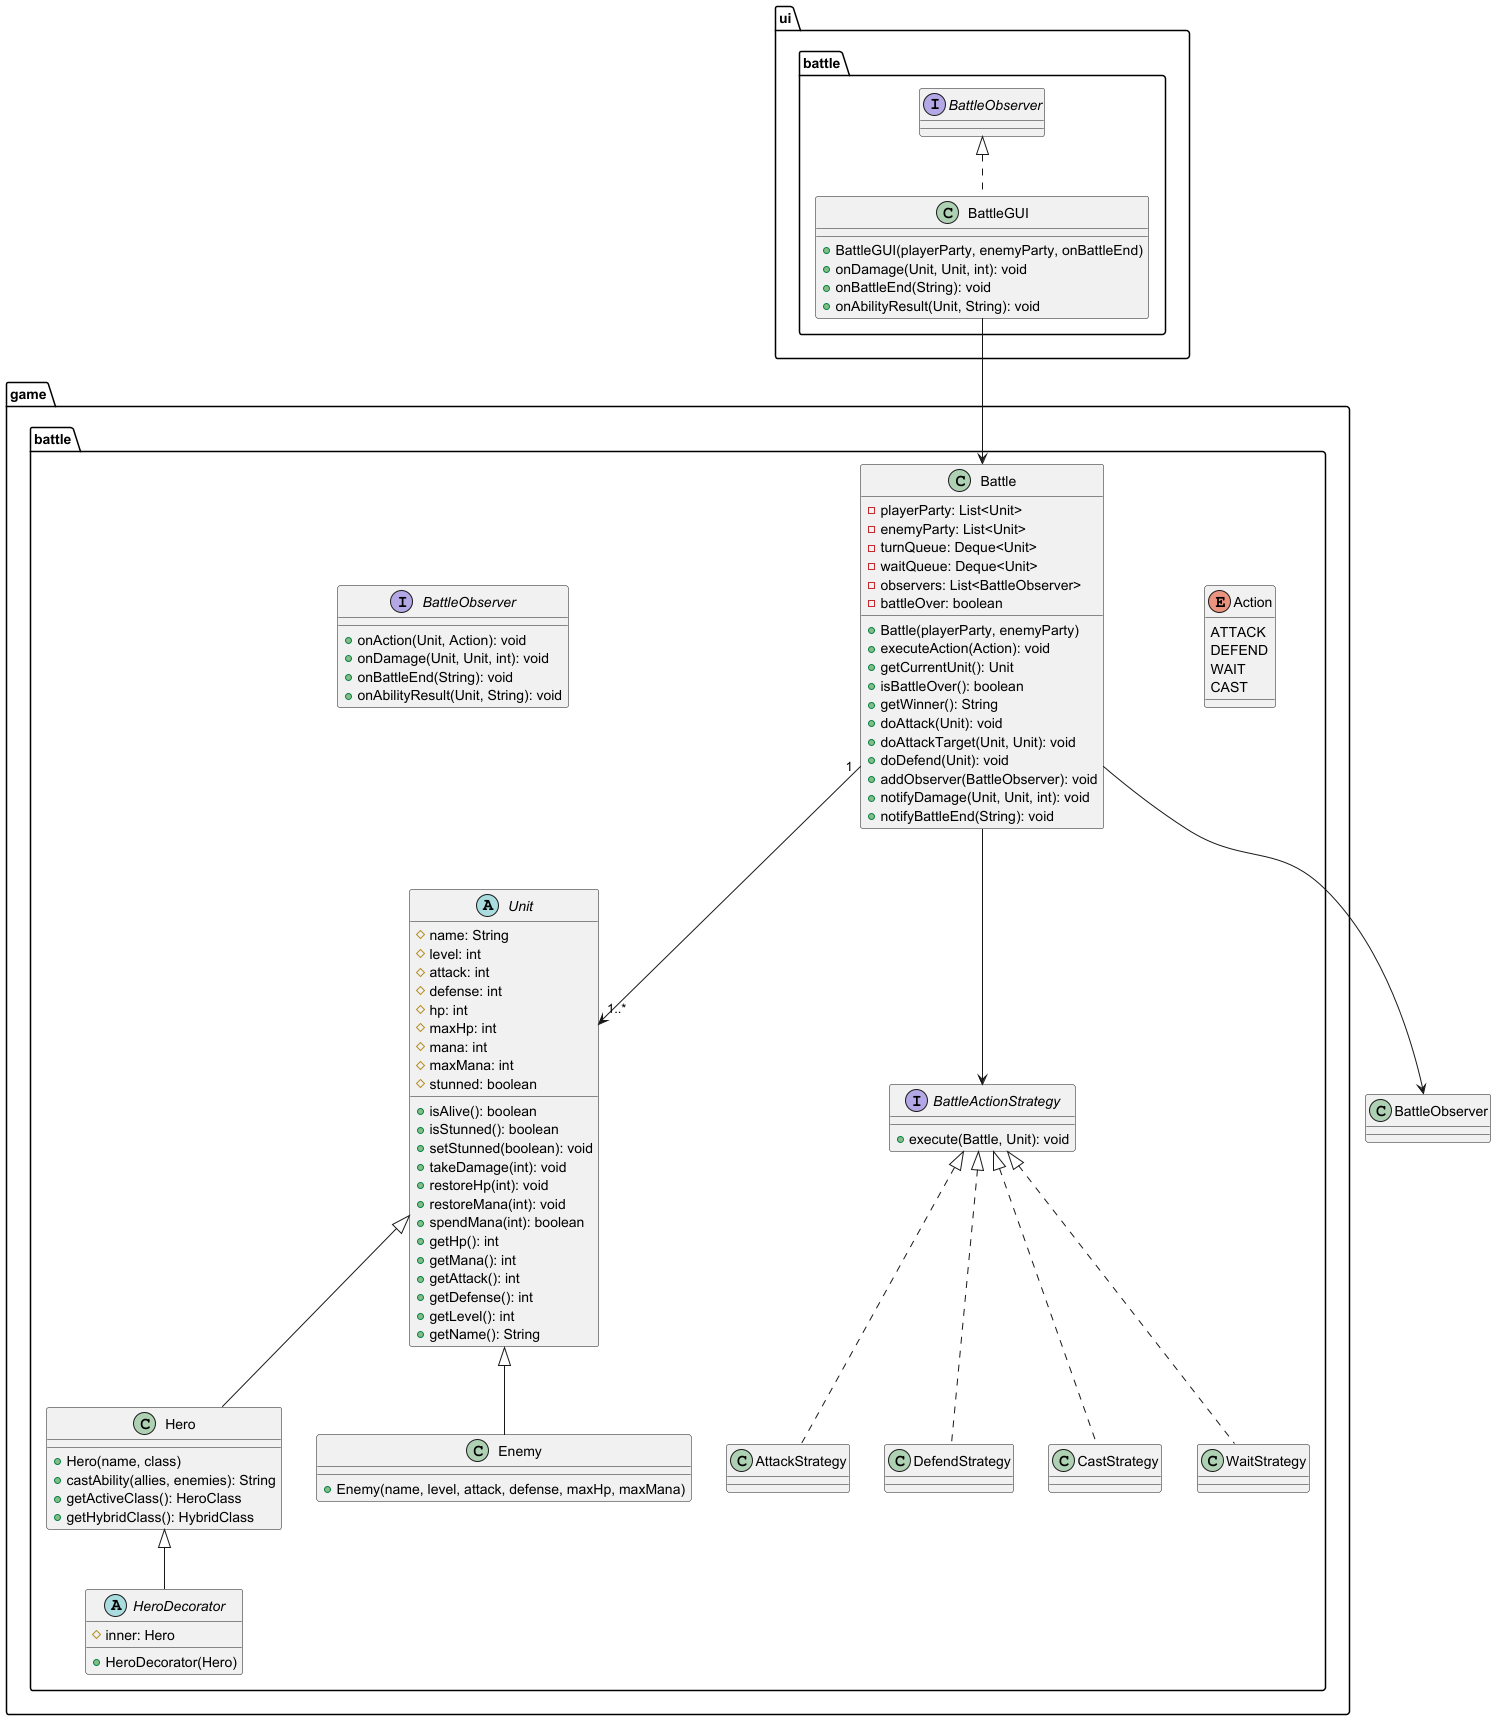 ui
battle
I BattleObserver
C BattleGUI
BattleGUI(playerParty, enemyParty, onBattleEnd)
onDamage(Unit, Unit, int): void
onBattleEnd(String): void
onAbilityResult(Unit, String): void
game
battle
C Battle
playerParty: List<Unit>
enemyParty: List<Unit>
turnQueue: Deque<Unit>
waitQueue: Deque<Unit>
observers: List<BattleObserver>
battleOver: boolean
Battle(playerParty, enemyParty)
executeAction(Action): void
getCurrentUnit(): Unit
isBattleOver(): boolean
getWinner(): String
doAttack(Unit): void
doAttackTarget(Unit, Unit): void
doDefend(Unit): void
addObserver(BattleObserver): void
notifyDamage(Unit, Unit, int): void
notifyBattleEnd(String): void
I BattleObserver
onAction(Unit, Action): void
onDamage(Unit, Unit, int): void
onBattleEnd(String): void
onAbilityResult(Unit, String): void
E Action
ATTACK
DEFEND
WAIT
CAST
1
1..*
A Unit
name: String
level: int
attack: int
defense: int
hp: int
maxHp: int
mana: int
maxMana: int
stunned: boolean
isAlive(): boolean
isStunned(): boolean
setStunned(boolean): void
takeDamage(int): void
restoreHp(int): void
restoreMana(int): void
spendMana(int): boolean
getHp(): int
getMana(): int
getAttack(): int
getDefense(): int
getLevel(): int
getName(): String
I BattleActionStrategy
execute(Battle, Unit): void
C BattleObserver
C Hero
Hero(name, class)
castAbility(allies, enemies): String
getActiveClass(): HeroClass
getHybridClass(): HybridClass
C Enemy
Enemy(name, level, attack, defense, maxHp, maxMana)
C AttackStrategy
C DefendStrategy
C CastStrategy
C WaitStrategy
A HeroDecorator
inner: Hero
HeroDecorator(Hero)